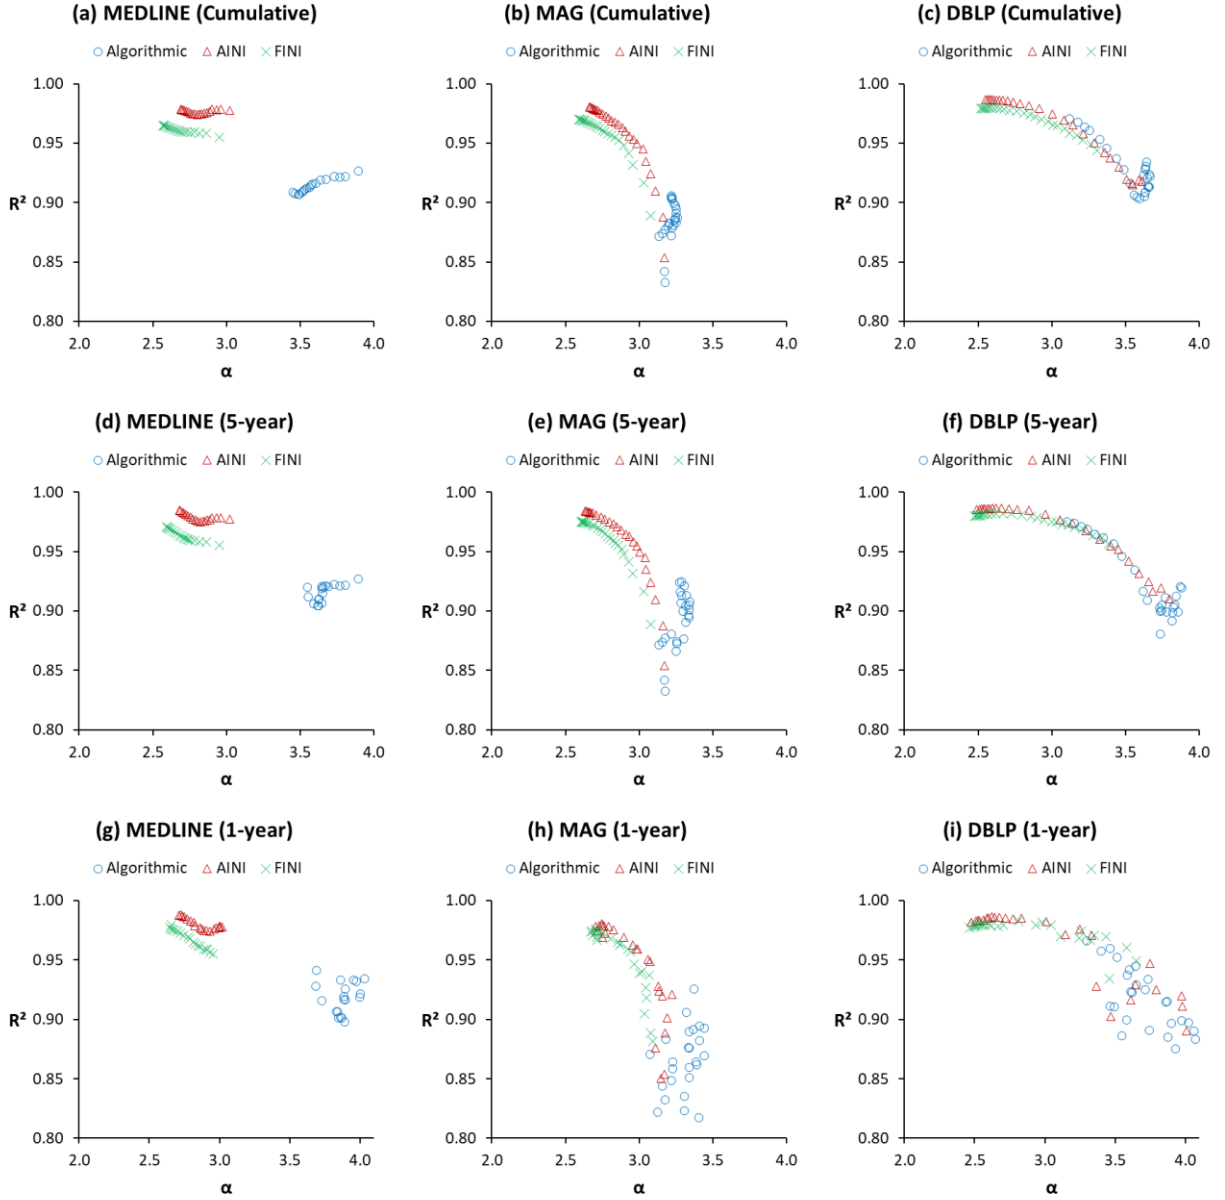 (a) MEDLINE (Cumulative)
Algorithmic AINI FINI
1.00
0.95
R² 0.90
0.85
0.80
2.0 2.5 3.0 3.5 4.0
α
(b) MAG (Cumulative)
Algorithmic AINI FINI
1.00
0.95
R² 0.90
0.85
0.80
2.0 2.5 3.0 3.5 4.0
α
(c) DBLP (Cumulative)
Algorithmic AINI FINI
1.00
0.95
R² 0.90
0.85
0.80
2.0 2.5 3.0 3.5 4.0
α
(d) MEDLINE (5-year)
Algorithmic AINI FINI
1.00
0.95
R² 0.90
0.85
0.80
2.0 2.5 3.0 3.5 4.0
α
(e) MAG (5-year)
Algorithmic AINI FINI
1.00
0.95
R² 0.90
0.85
0.80
2.0 2.5 3.0 3.5 4.0
α
(f) DBLP (5-year)
Algorithmic AINI FINI
1.00
0.95
R² 0.90
0.85
0.80
2.0 2.5 3.0 3.5 4.0
α
(g) MEDLINE (1-year)
Algorithmic AINI FINI
1.00
0.95
R² 0.90
0.85
0.80
2.0 2.5 3.0 3.5 4.0
α
(h) MAG (1-year)
Algorithmic AINI FINI
1.00
0.95
R² 0.90
0.85
0.80
2.0 2.5 3.0 3.5 4.0
α
(i) DBLP (1-year)
Algorithmic AINI FINI
1.00
0.95
R² 0.90
0.85
0.80
2.0 2.5 3.0 3.5 4.0
α